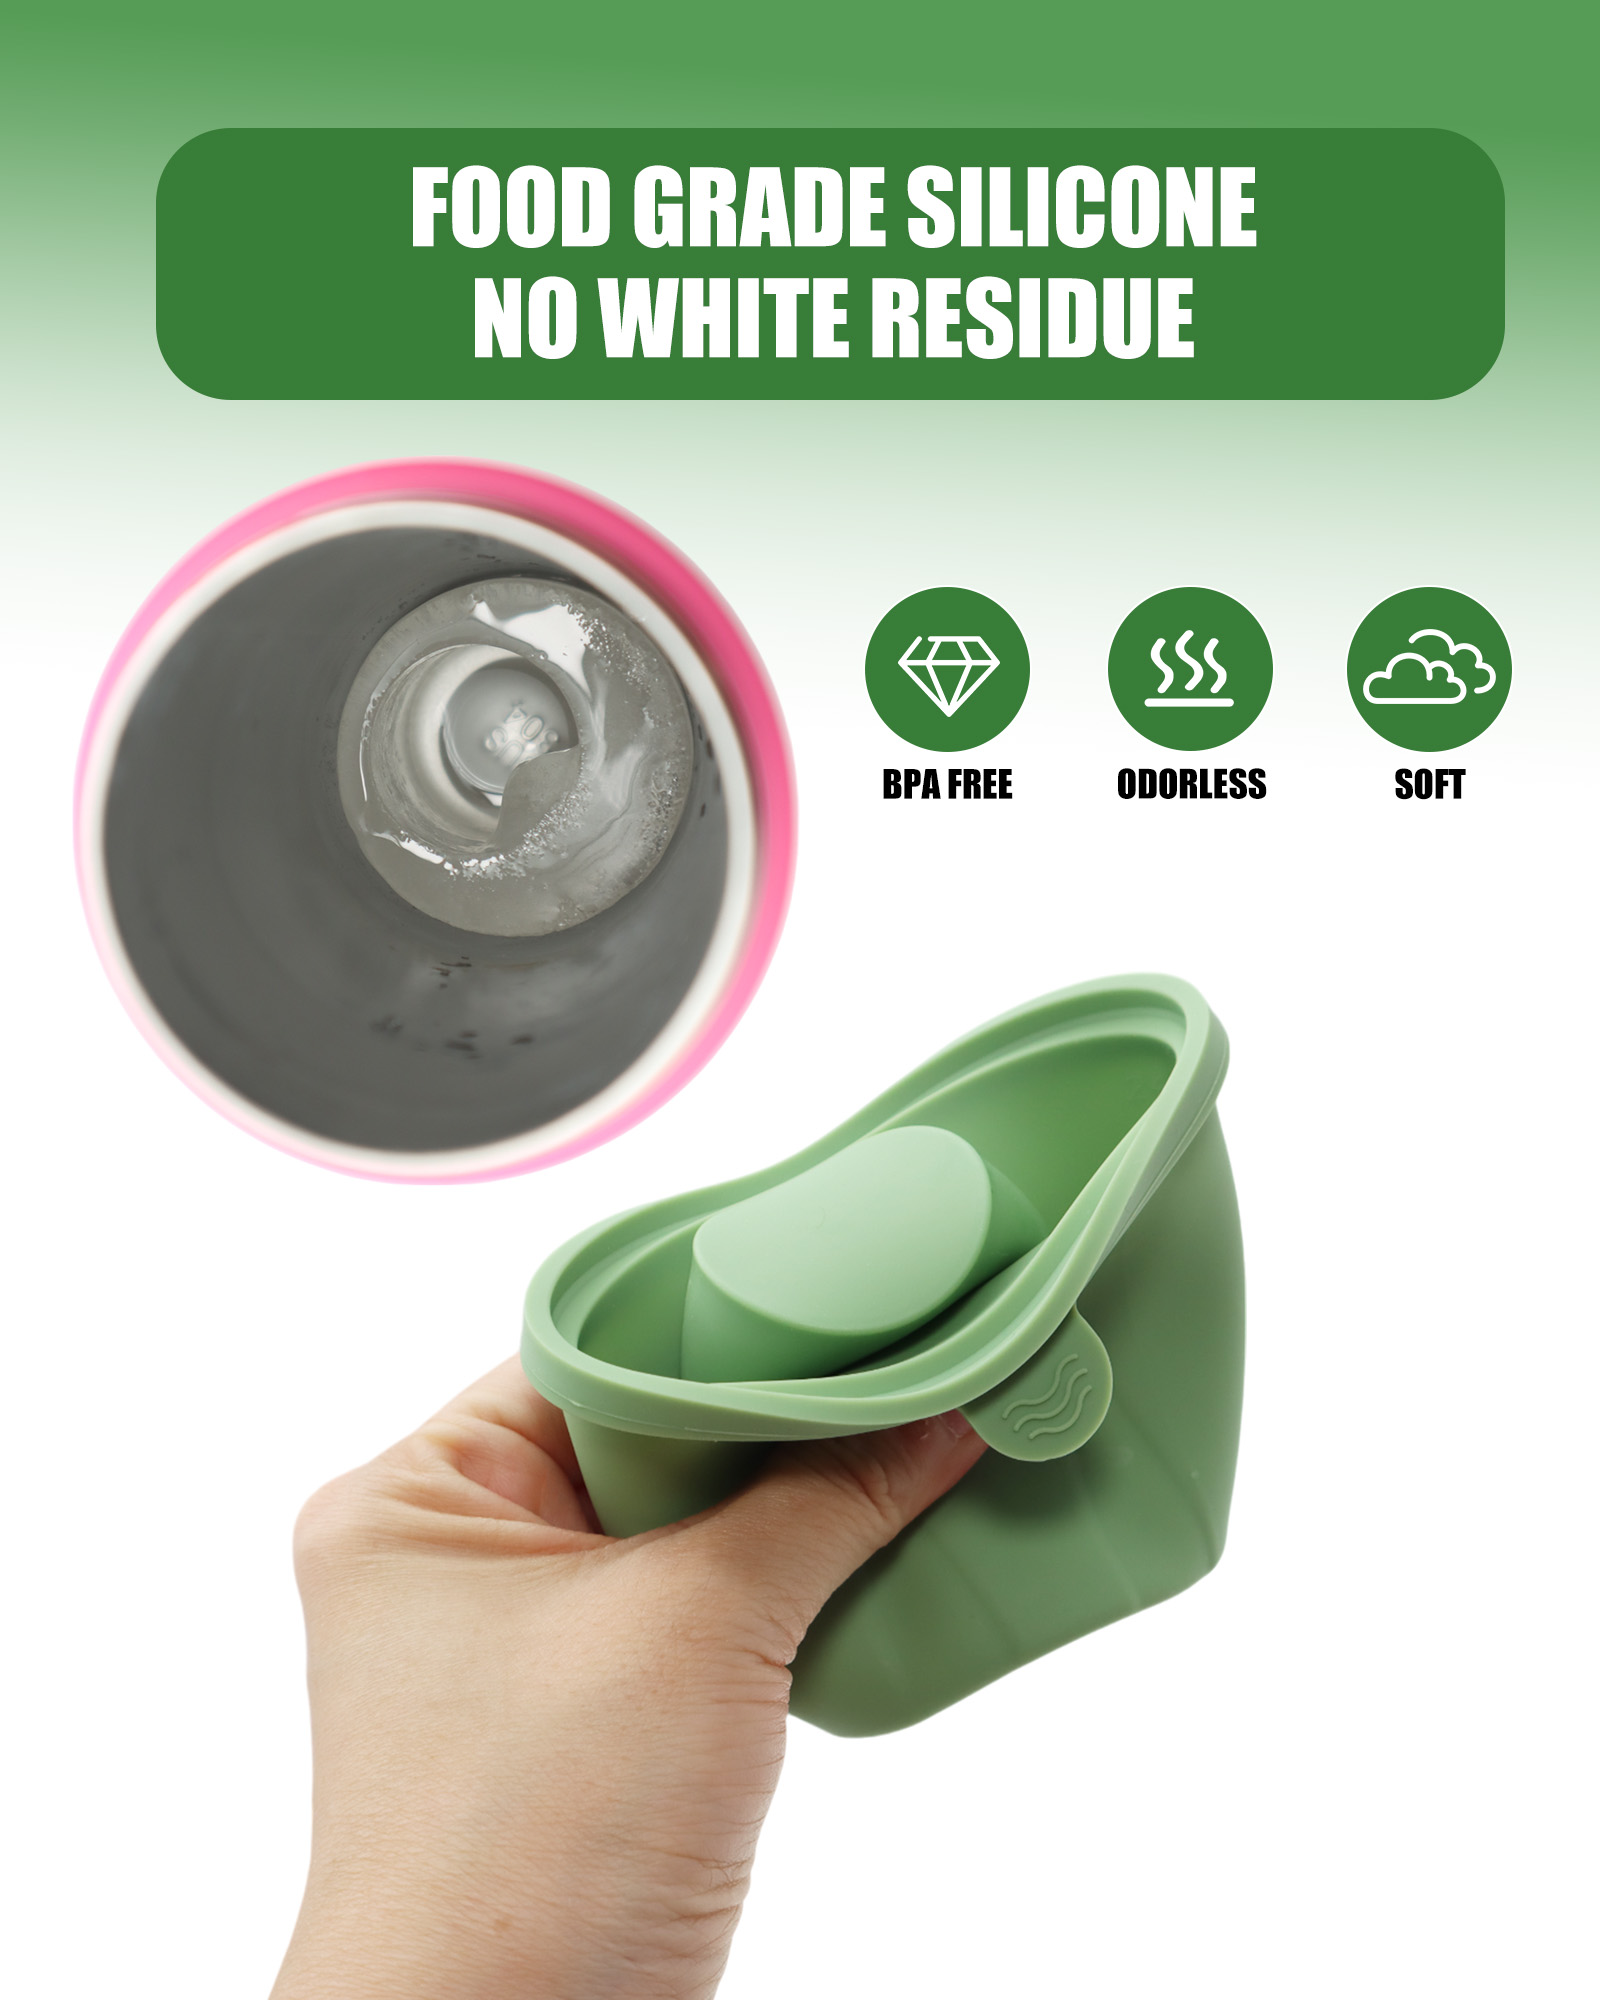 FOOD GRADE SILICONE
NO WHITE RESIDUE
BPA FREE
ODORLESS
SOFT